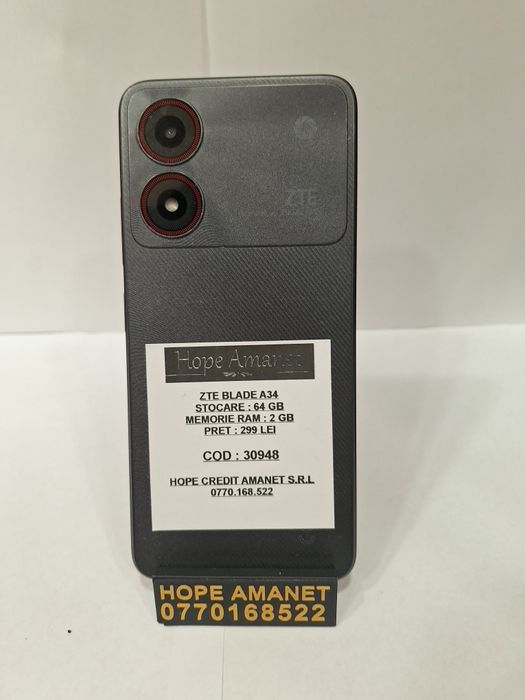 ZTE
Hope Amanet
ZTE BLADE A34
STOCARE : 64 GB
MEMORIE RAM : 2 GB
PRET : 299 LEI
COD : 30948
HOPE CREDIT AMANET S.R.L
0770.168.522
HOPE AMANET
0770168522